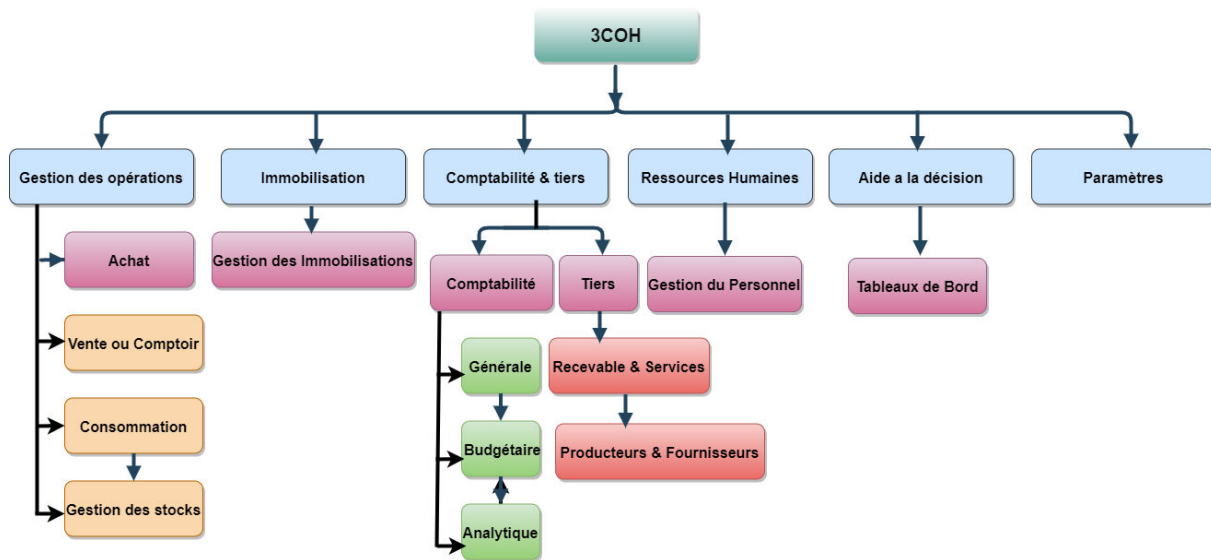 3COH
Gestion des opérations
Immobilisation
Comptabilité & tiers
Ressources Humaines
Aide a la décision
Paramètres
Achat
Gestion des Immobilisations
Comptabilité
Tiers
Gestion du Personnel
Tableaux de Bord
Vente ou Comptoir
Générale
Recevable & Services
Consommation
Budgétaire
Producteurs & Fournisseurs
Gestion des stocks
Analytique